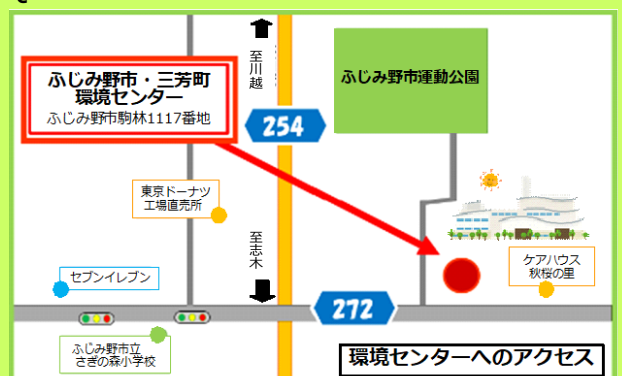 ふじみ野市・三芳町
環境センター
ふじみ野市駒林1117番地
至川越
ふじみ野市運動公園
254
東京ドーナツ
工場直売所
至志木
ケアハウス
秋桜の里
セブンイレブン
272
ふじみ野市立
さぎの森小学校
環境センターへのアクセス